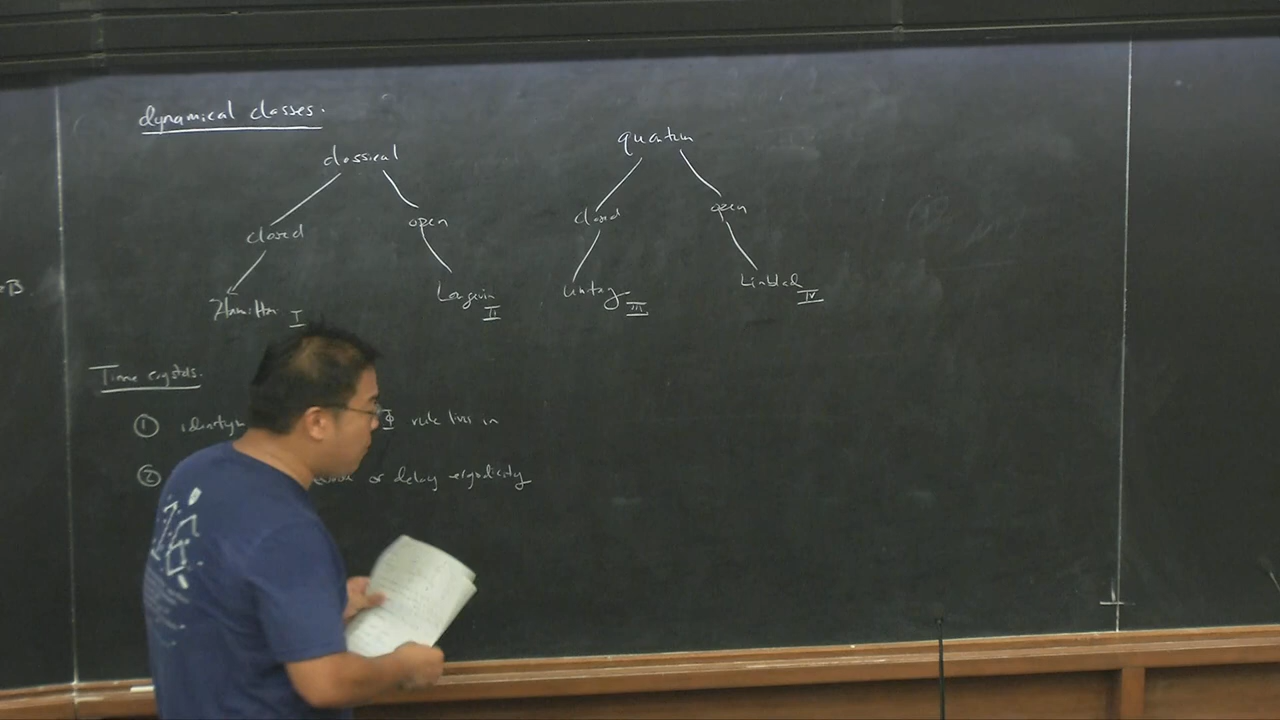 dynamical classes.
classical
quantum
closed
open
closed
open
Hamilton I
Langevin II
Unitary III
Linblad IV
B
Time crystals.
① Φ rule lives in
② or delay ergodicity